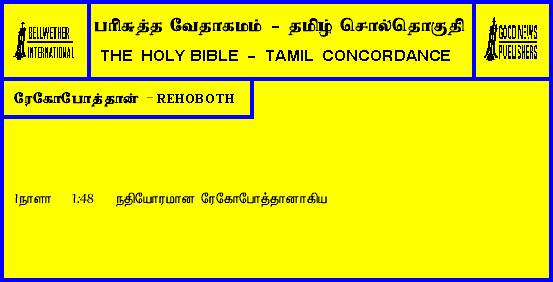 BELLWETHER
INTERNATIONAL
பரிசுத்த வேதாகமம் - தமிழ் சொல்தொகுதி
THE HOLY BIBLE - TAMIL CONCORDANCE
GOOD NEWS
PUBLISHERS
ரேகோபோத்தான் - REHOBOTH
1நாளா 1:48 நதியோரமான ரேகோபோத்தானாகிய